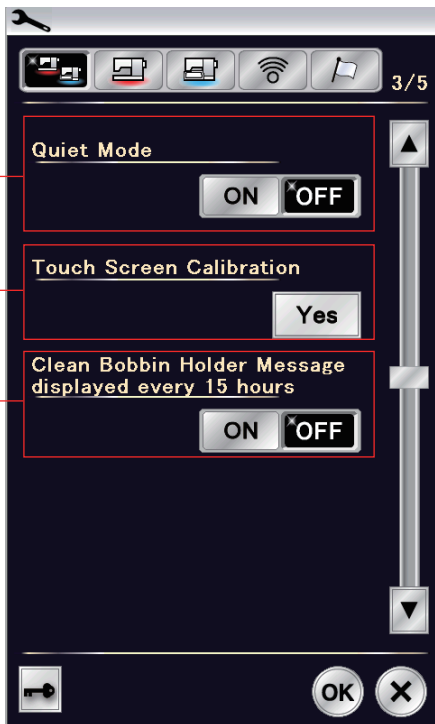 3/5
Quiet Mode
ON OFF
Touch Screen Calibration
Yes
Clean Bobbin Holder Message
displayed every 15 hours
ON OFF
OK